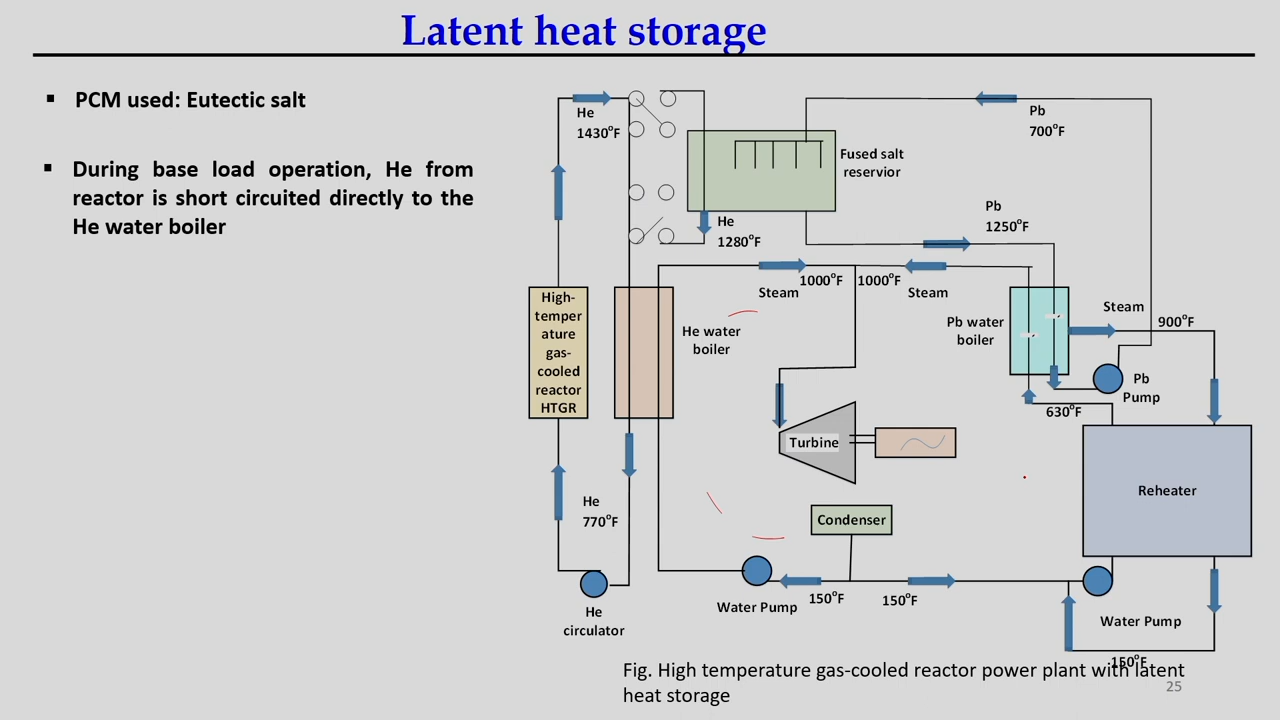 Latent heat storage
▪ PCM used: Eutectic salt
▪ During base load operation, He from
reactor is short circuited directly to the
He water boiler
He
1430°F
Pb
700°F
Fused salt
reservior
He
1280°F
Pb
1250°F
1000°F
1000°F
Steam
Steam
High-
temper
ature
gas-
cooled
reactor
HTGR
He water
boiler
Pb water
boiler
Steam
900°F
Pb
Pump
630°F
Turbine
Reheater
He
770°F
Condenser
150°F
150°F
Water Pump
Water Pump
He
circulator
150°F
Fig. High temperature gas-cooled reactor power plant with latent
heat storage
25